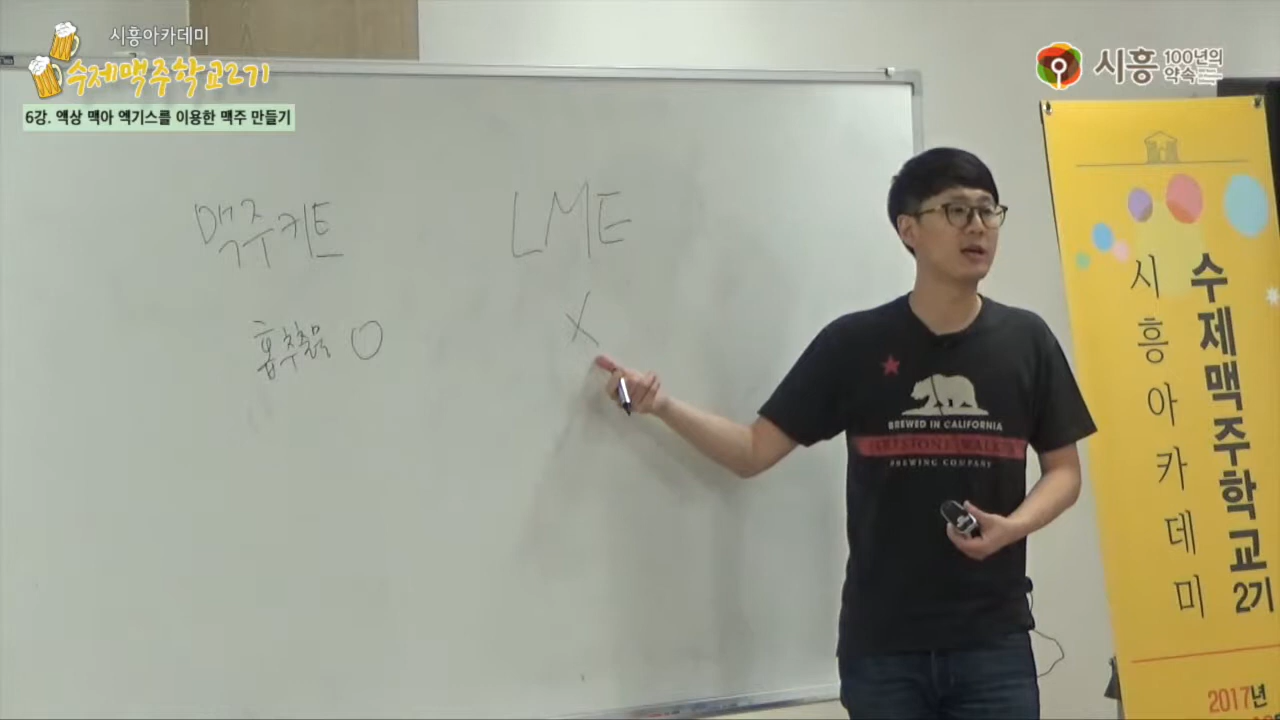 시흥아카데미
수제맥주학교2기
6강. 액상 맥아 엑기스를 이용한 맥주 만들기
시흥 100년의 약속
맥주키트 LME
홉추출물 O X
BREWED IN CALIFORNIA
FIRESTONE WALKER
BREWING COMPANY
시흥아카데미
수제맥주학교 2기
2017년